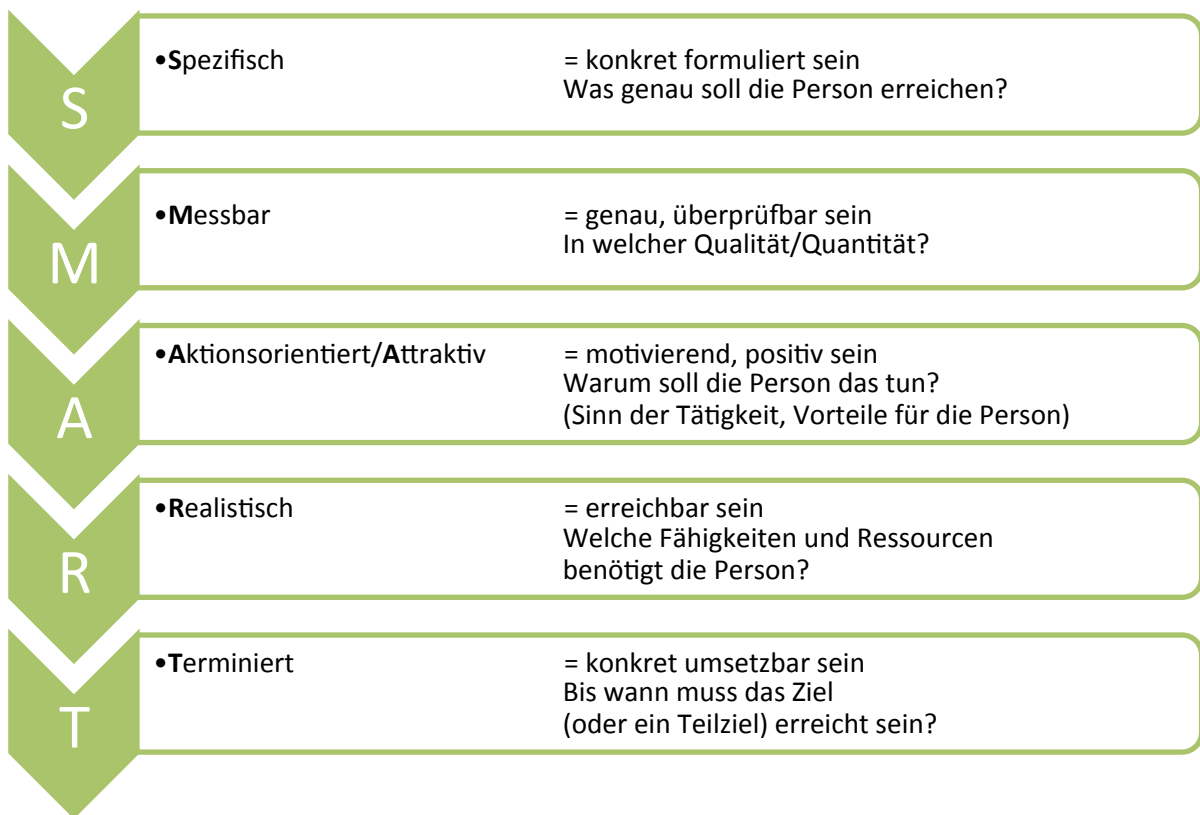 S
•Spezifisch = konkret formuliert sein
Was genau soll die Person erreichen?
M
•Messbar = genau, überprüfbar sein
In welcher Qualität/Quantität?
A
•Aktionsorientiert/Attraktiv = motivierend, positiv sein
Warum soll die Person das tun?
(Sinn der Tätigkeit, Vorteile für die Person)
R
•Realistisch = erreichbar sein
Welche Fähigkeiten und Ressourcen
benötigt die Person?
T
•Terminiert = konkret umsetzbar sein
Bis wann muss das Ziel
(oder ein Teilziel) erreicht sein?